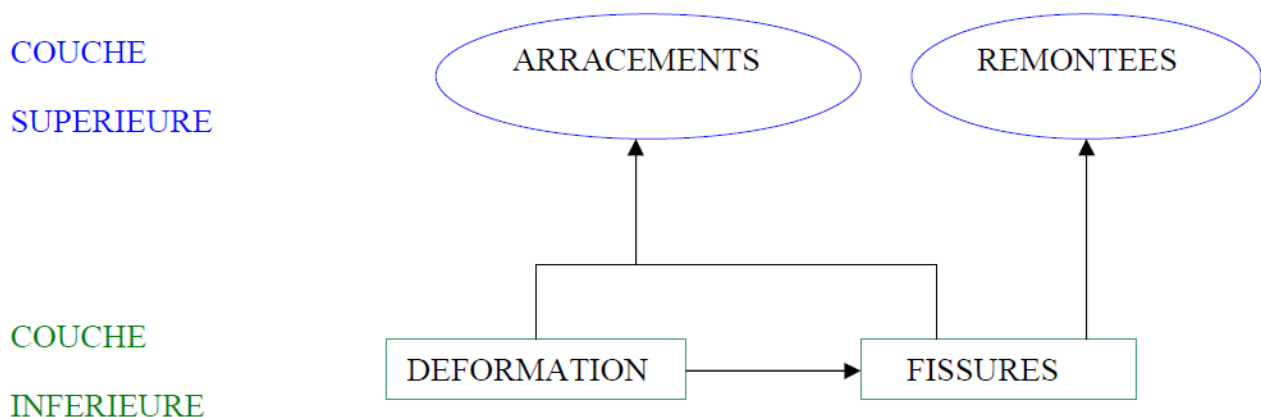 COUCHE
SUPERIEURE
ARRACEMENTS
REMONTEES
COUCHE
INFERIEURE
DEFORMATION
FISSURES